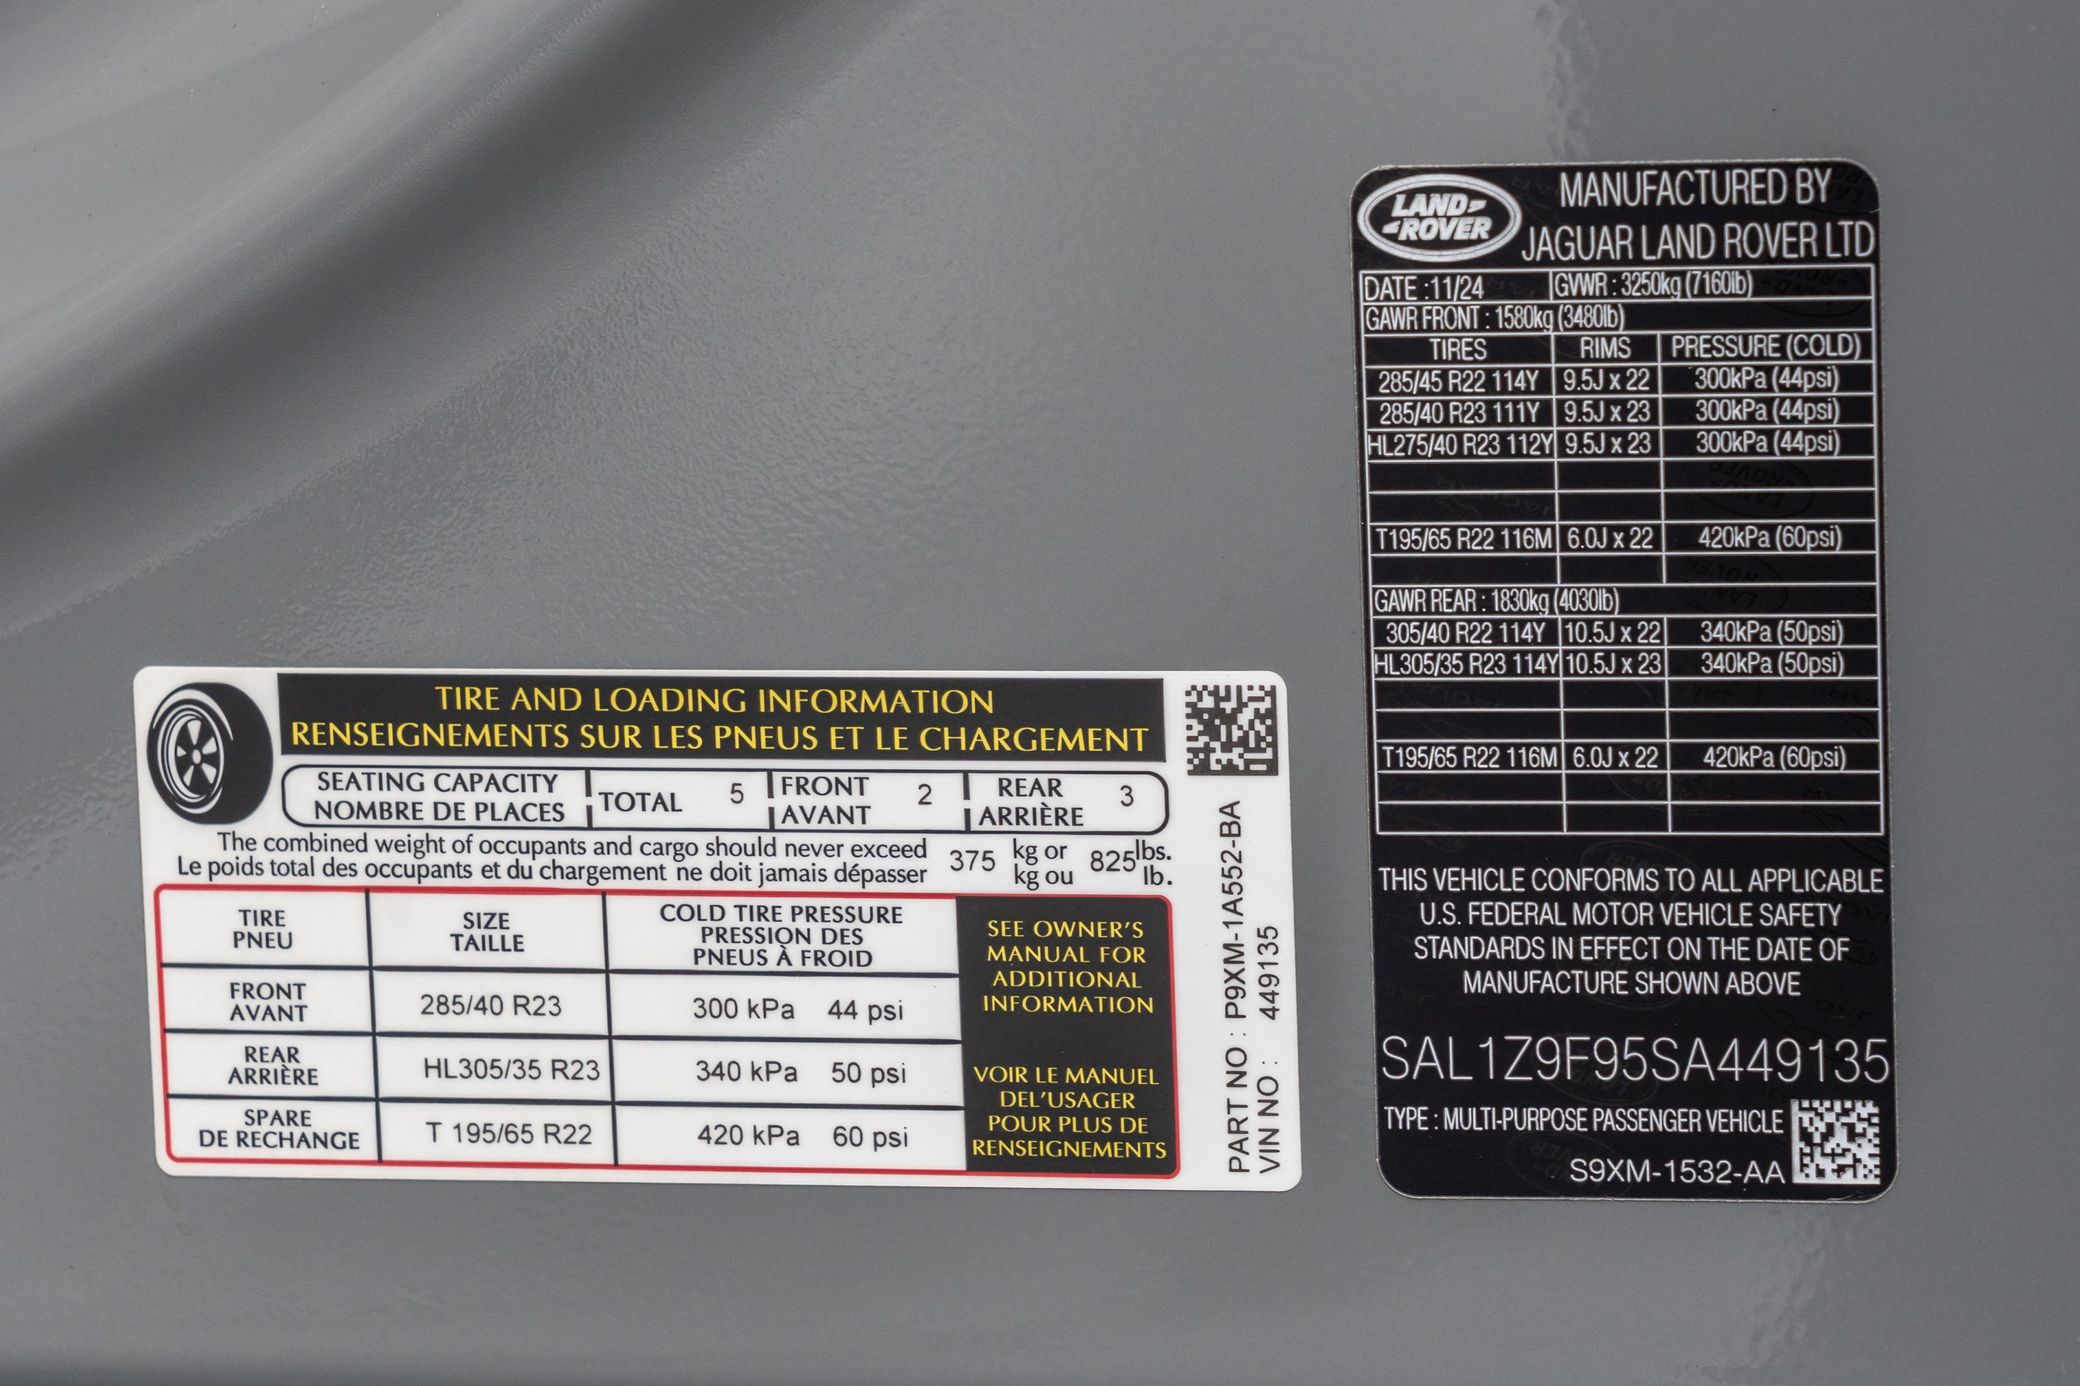 TIRE AND LOADING INFORMATION
RENSEIGNEMENTS SUR LES PNEUS ET LE CHARGEMENT
SEATING CAPACITY
NOMBRE DE PLACES
TOTAL 5
FRONT
AVANT
2
REAR
ARRIÈRE
3
The combined weight of occupants and cargo should never exceed
Le poids total des occupants et du chargement ne doit jamais dépasser
375
kg or
kg ou
825
lbs.
lb.
TIRE
PNEU
SIZE
TAILLE
COLD TIRE PRESSURE
PRESSION DES
PNEUS À FROID
FRONT
AVANT
285/40 R23
300 kPa 44 psi
REAR
ARRIÈRE
HL305/35 R23
340 kPa 50 psi
SPARE
DE RECHANGE
T 195/65 R22
420 kPa 60 psi
SEE OWNER'S
MANUAL FOR
ADDITIONAL
INFORMATION
VOIR LE MANUEL
DEL'USAGER
POUR PLUS DE
RENSEIGNEMENTS
PART NO : P9XM-1A552-BA
VIN NO : 449135
LAND
ROVER
MANUFACTURED BY
JAGUAR LAND ROVER LTD
DATE :11/24 GVWR : 3250kg (7160lb)
GAWR FRONT : 1580kg (3480lb)
TIRES RIMS PRESSURE (COLD)
285/45 R22 114Y 9.5J x 22 300kPa (44psi)
285/40 R23 111Y 9.5J x 23 300kPa (44psi)
HL275/40 R23 112Y 9.5J x 23 300kPa (44psi)
T195/65 R22 116M 6.0J x 22 420kPa (60psi)
GAWR REAR : 1830kg (4030lb)
305/40 R22 114Y 10.5J x 22 340kPa (50psi)
HL305/35 R23 114Y 10.5J x 23 340kPa (50psi)
T195/65 R22 116M 6.0J x 22 420kPa (60psi)
THIS VEHICLE CONFORMS TO ALL APPLICABLE
U.S. FEDERAL MOTOR VEHICLE SAFETY
STANDARDS IN EFFECT ON THE DATE OF
MANUFACTURE SHOWN ABOVE
SAL1Z9F95SA449135
TYPE : MULTI-PURPOSE PASSENGER VEHICLE
S9XM-1532-AA